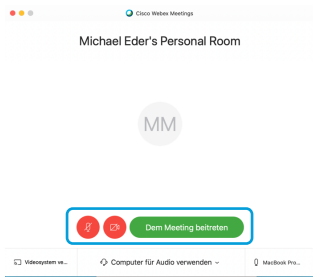 Cisco Webex Meetings
Michael Eder's Personal Room
MM
Dem Meeting beitreten
Videosystem ve... Computer für Audio verwenden MacBook Pro...